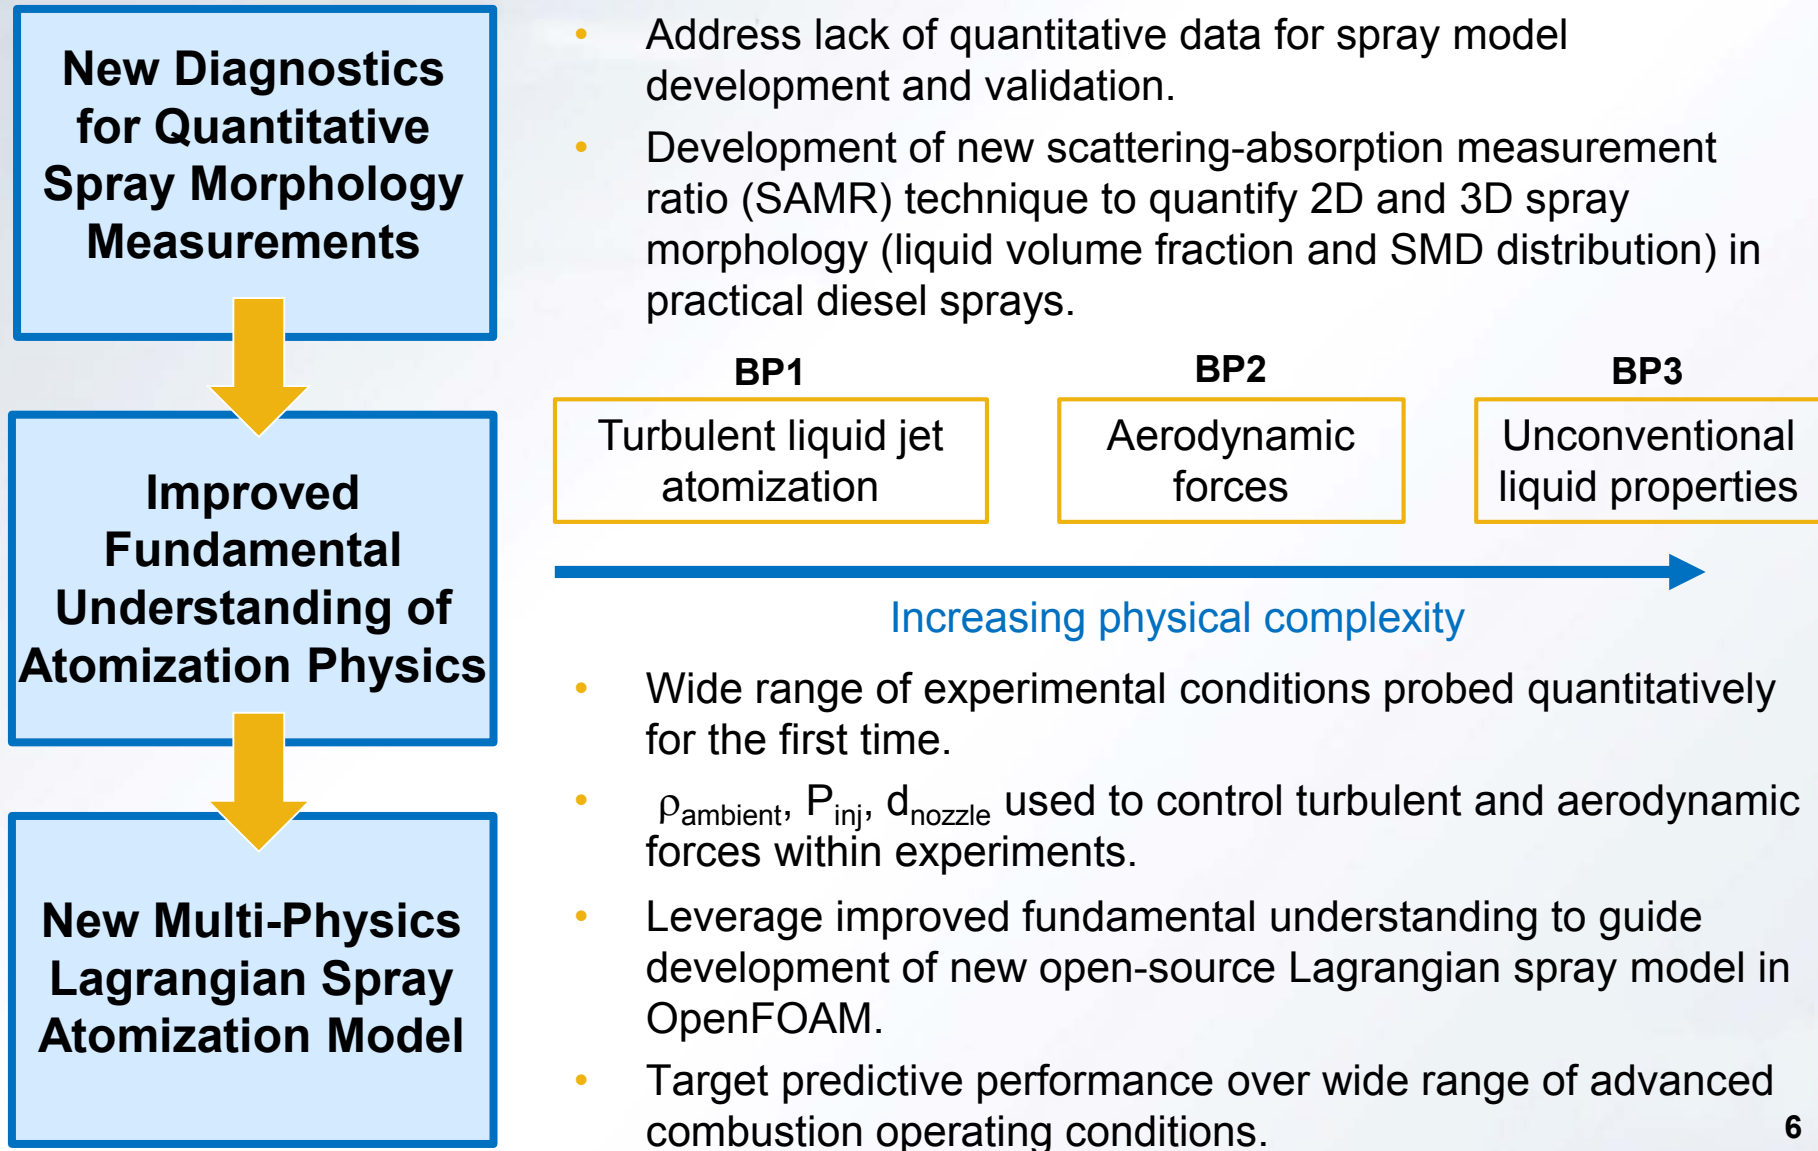 New Diagnostics
for Quantitative
Spray Morphology
Measurements
• Address lack of quantitative data for spray model
development and validation.
• Development of new scattering-absorption measurement
ratio (SAMR) technique to quantify 2D and 3D spray
morphology (liquid volume fraction and SMD distribution) in
practical diesel sprays.
Improved
Fundamental
Understanding of
Atomization Physics
BP1
Turbulent liquid jet
atomization
BP2
Aerodynamic
forces
BP3
Unconventional
liquid properties
Increasing physical complexity
• Wide range of experimental conditions probed quantitatively
for the first time.
• ρambient, Pinj, dnozzle used to control turbulent and aerodynamic
forces within experiments.
New Multi-Physics
Lagrangian Spray
Atomization Model
• Leverage improved fundamental understanding to guide
development of new open-source Lagrangian spray model in
OpenFOAM.
• Target predictive performance over wide range of advanced
combustion operating conditions.
6